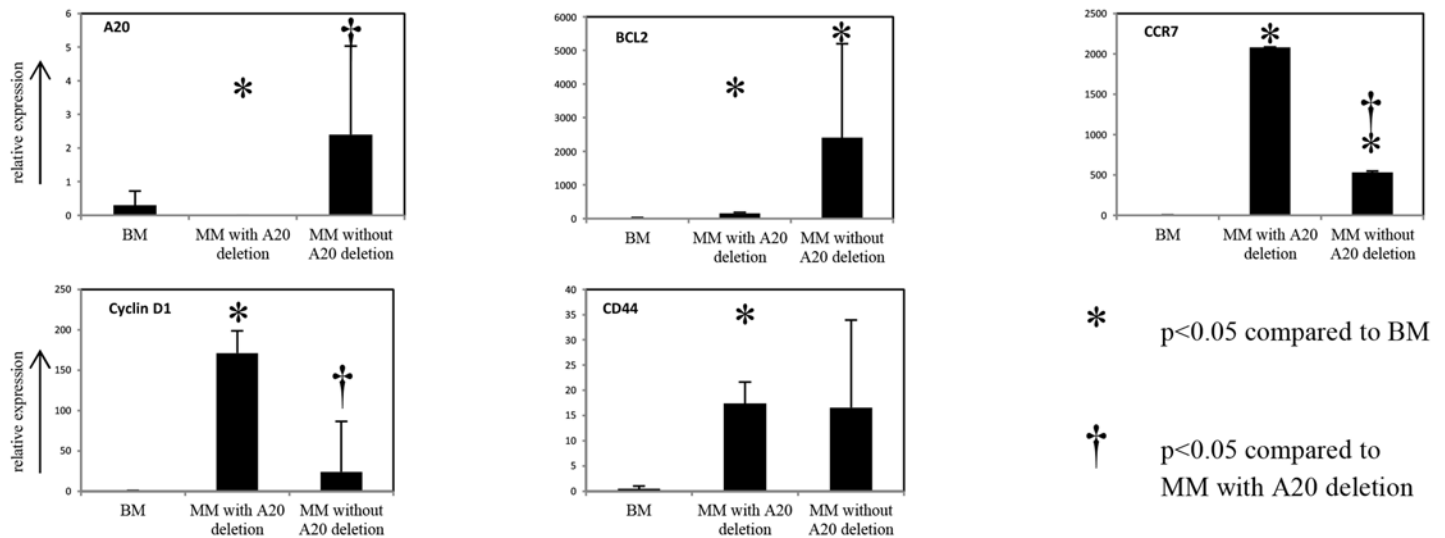 A20
relative expression
6
5
4
3
2
1
0
BM
MM with A20
deletion
MM without
A20 deletion
*
‡
BCL2
6000
5000
4000
3000
2000
1000
0
BM
MM with A20
deletion
MM without
A20 deletion
*
*
CCR7
2500
2000
1500
1000
500
0
BM
MM with A20
deletion
MM without
A20 deletion
*
†
*
Cyclin D1
relative expression
250
200
150
100
50
0
BM
MM with A20
deletion
MM without
A20 deletion
*
†
CD44
40
35
30
25
20
15
10
5
0
BM
MM with A20
deletion
MM without
A20 deletion
*
* p<0.05 compared to BM
† p<0.05 compared to
MM with A20 deletion